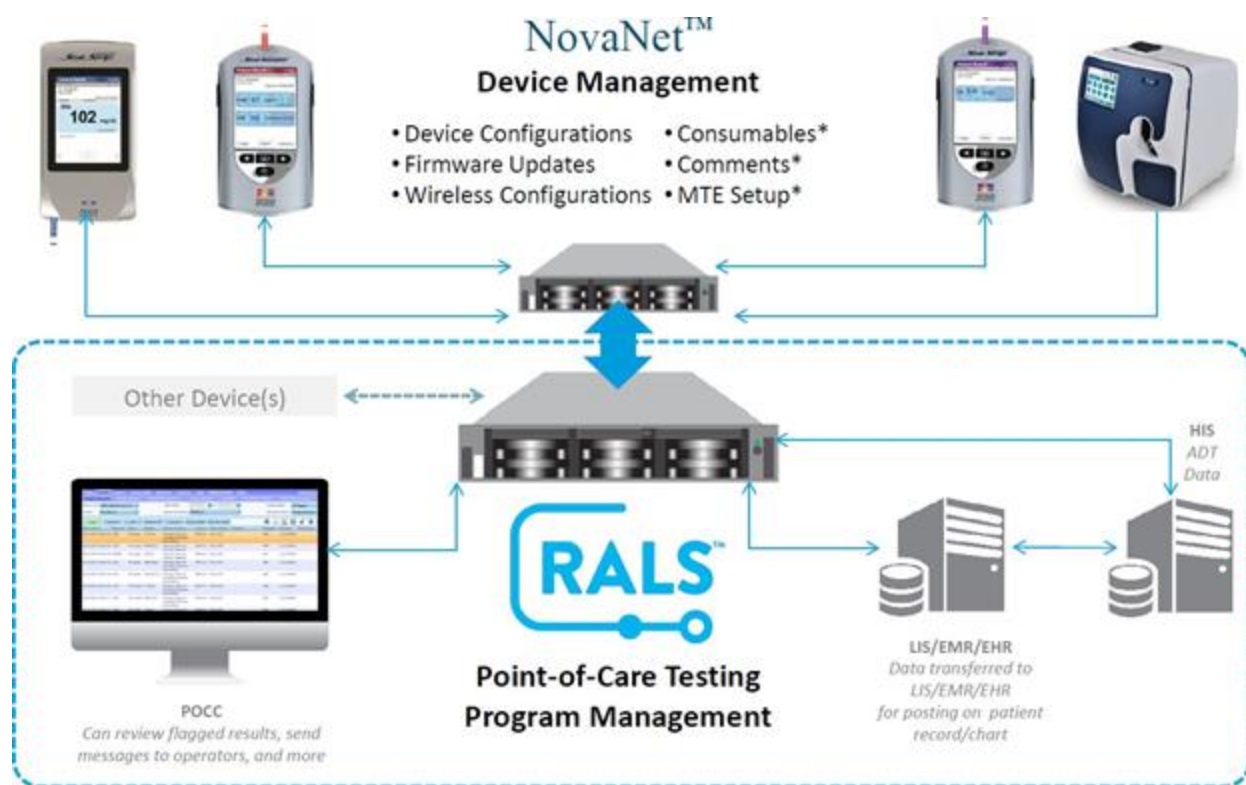 NovaNet™
Device Management
• Device Configurations
• Firmware Updates
• Wireless Configurations
• Consumables*
• Comments*
• MTE Setup*
102
Other Device(s)
HIS
ADT
Data
RALS™
Point-of-Care Testing
Program Management
POCC
Can review flagged results, send
messages to operators, and more
LIS/EMR/EHR
Data transferred to
LIS/EMR/EHR
for posting on patient
record/chart